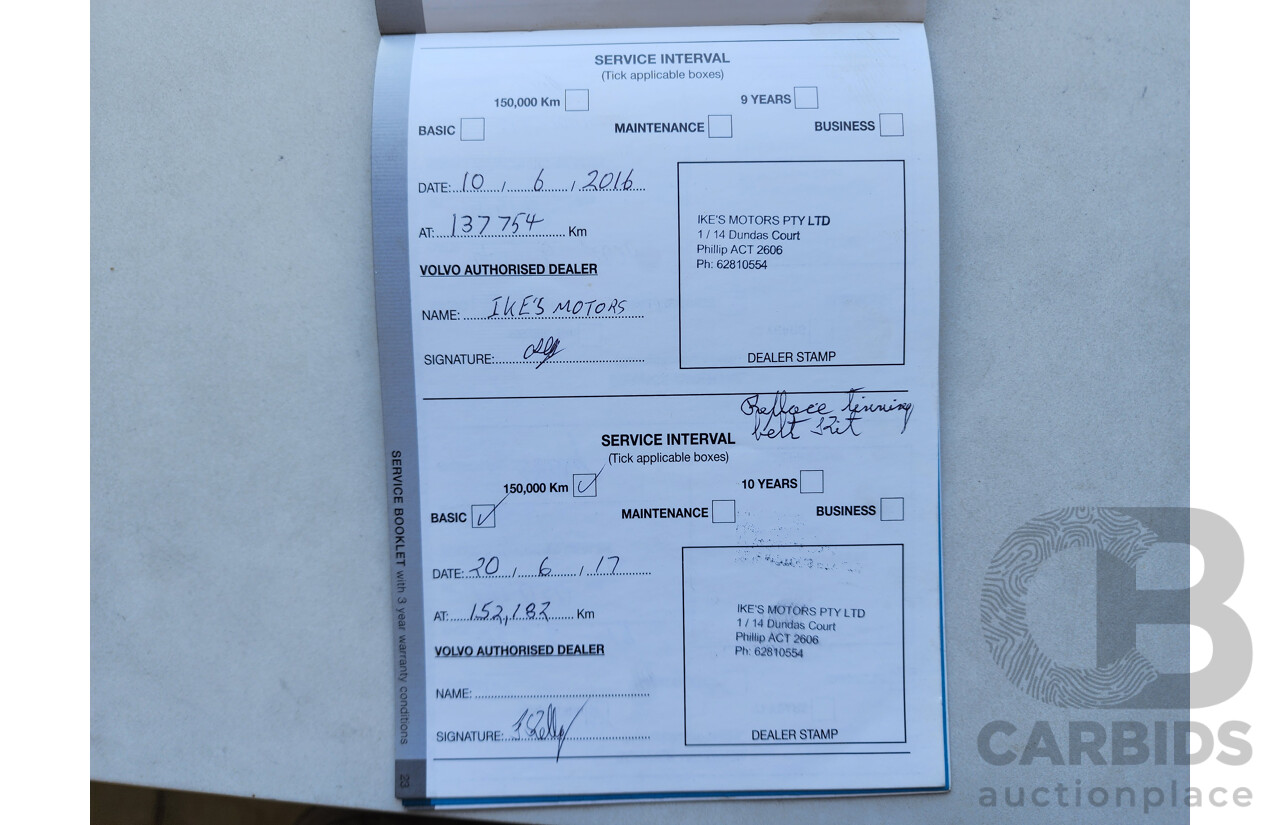 SERVICE INTERVAL
(Tick applicable boxes)
150,000 Km 9 YEARS
BASIC MAINTENANCE BUSINESS
DATE: 10 / 6 / 2016
AT: 137754 Km
VOLVO AUTHORISED DEALER
NAME: IKE'S MOTORS
SIGNATURE:
IKE'S MOTORS PTY LTD
1 / 14 Dundas Court
Phillip ACT 2606
Ph: 62810554
DEALER STAMP
Replace timing
belt Kit
SERVICE INTERVAL
(Tick applicable boxes)
150,000 Km 10 YEARS
BASIC MAINTENANCE BUSINESS
DATE: 20 / 6 / 17
AT: 152,182 Km
VOLVO AUTHORISED DEALER
NAME:
SIGNATURE:
IKE'S MOTORS PTY LTD
1 / 14 Dundas Court
Phillip ACT 2606
Ph: 62810554
DEALER STAMP
SERVICE BOOKLET with 3 year warranty conditions
23
CB
CARBIDS
auctionplace